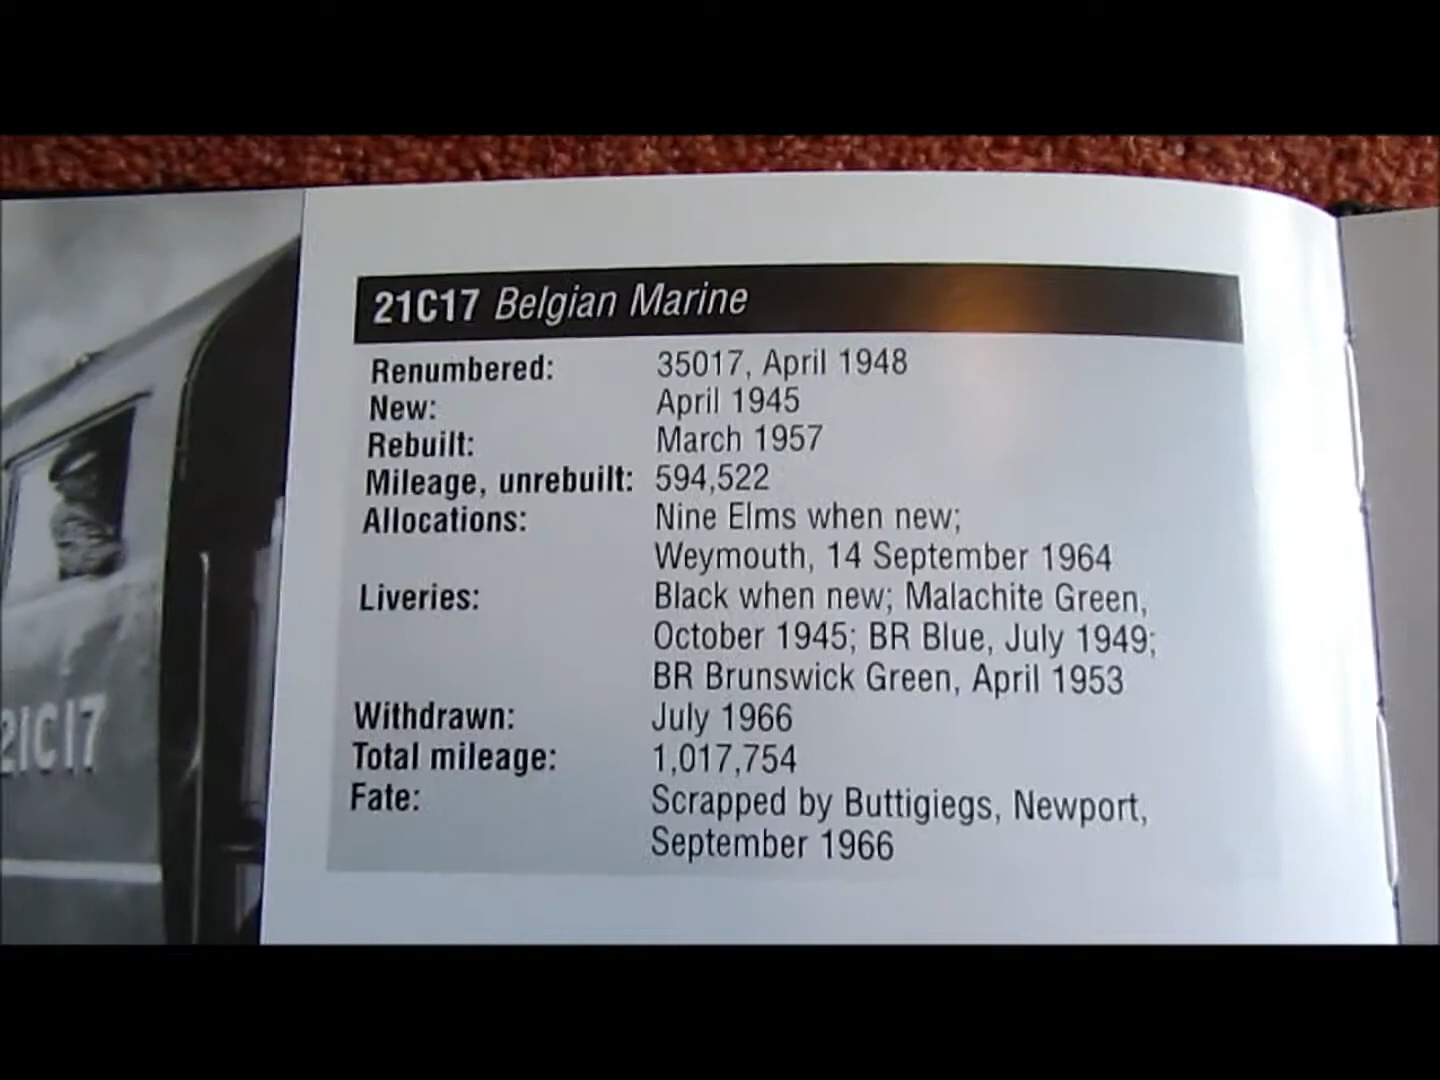 21C17 Belgian Marine
Renumbered: 35017, April 1948
New: April 1945
Rebuilt: March 1957
Mileage, unrebuilt: 594,522
Allocations: Nine Elms when new;
Weymouth, 14 September 1964
Liveries: Black when new; Malachite Green,
October 1945; BR Blue, July 1949;
BR Brunswick Green, April 1953
Withdrawn: July 1966
Total mileage: 1,017,754
Fate: Scrapped by Buttigiegs, Newport,
September 1966
21C17